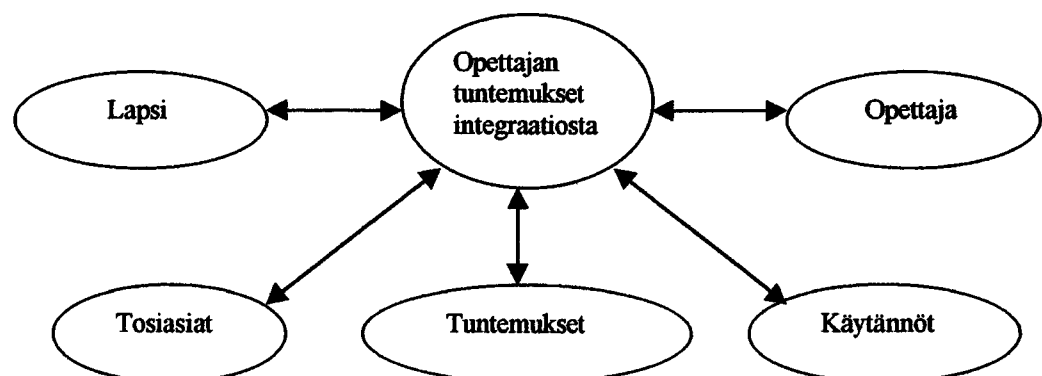 Opettajan
tuntemukset
integraatiosta
Lapsi
Opettaja
Tosiasiat
Tuntemukset
Käytännöt